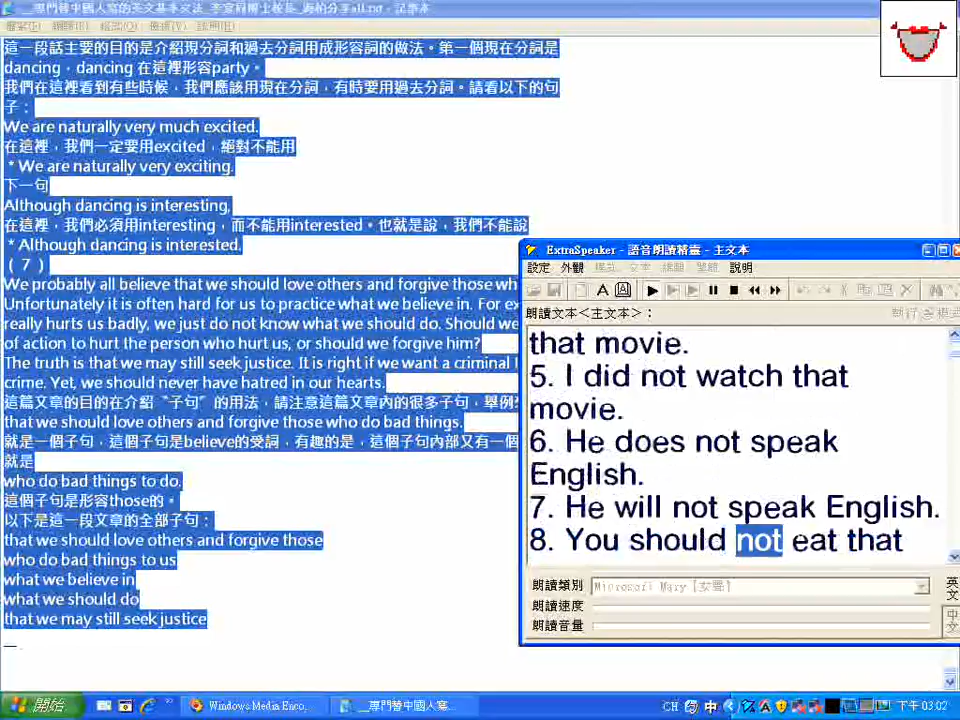 這一段話主要的目的是介紹現分詞和過去分詞用成形容詞的做法。第一個現在分詞是
dancing，dancing 在這裡形容party。
我們在這裡看到有些時候，我們應該用現在分詞，有時要用過去分詞。請看以下的句
子：
We are naturally very much excited.
在這裡，我們一定要用excited，絕對不能用
* We are naturally very exciting.
下一句
Although dancing is interesting,
在這裡，我們必須用interesting，而不能用interested。也就是說，我們不能說
* Although dancing is interested,
（7）
We probably all believe that we should love others and forgive those wh
Unfortunately it is often hard for us to practice what we believe in. For ex
really hurts us badly, we just do not know what we should do. Should we
of action to hurt the person who hurt us, or should we forgive him?
The truth is that we may still seek justice. It is right if we want a criminal
crime. Yet, we should never have hatred in our hearts.
這篇文章的目的在介紹“子句”的用法，請注意這篇文章內的很多子句，舉例
that we should love others and forgive those who do bad things.
就是一個子句，這個子句是believe的受詞，有趣的是，這個子句內部又有一個
就是
who do bad things to do.
這個子句是形容those的。
以下是這一段文章的全部子句：
that we should love others and forgive those
who do bad things to us
what we believe in
what we should do
that we may still seek justice
ExtraSpeaker - 語音朗讀精靈 - 主文本
設定 外觀 說明
朗讀文本<主文本>：
that movie.
5. I did not watch that
movie.
6. He does not speak
English.
7. He will not speak English.
8. You should not eat that
朗讀類別 Microsoft Mary [女聲]
朗讀速度
朗讀音量
英文
中文
開始
Windows Media Enco...
__專門替中國人寫...
CH
中
下午 03:02